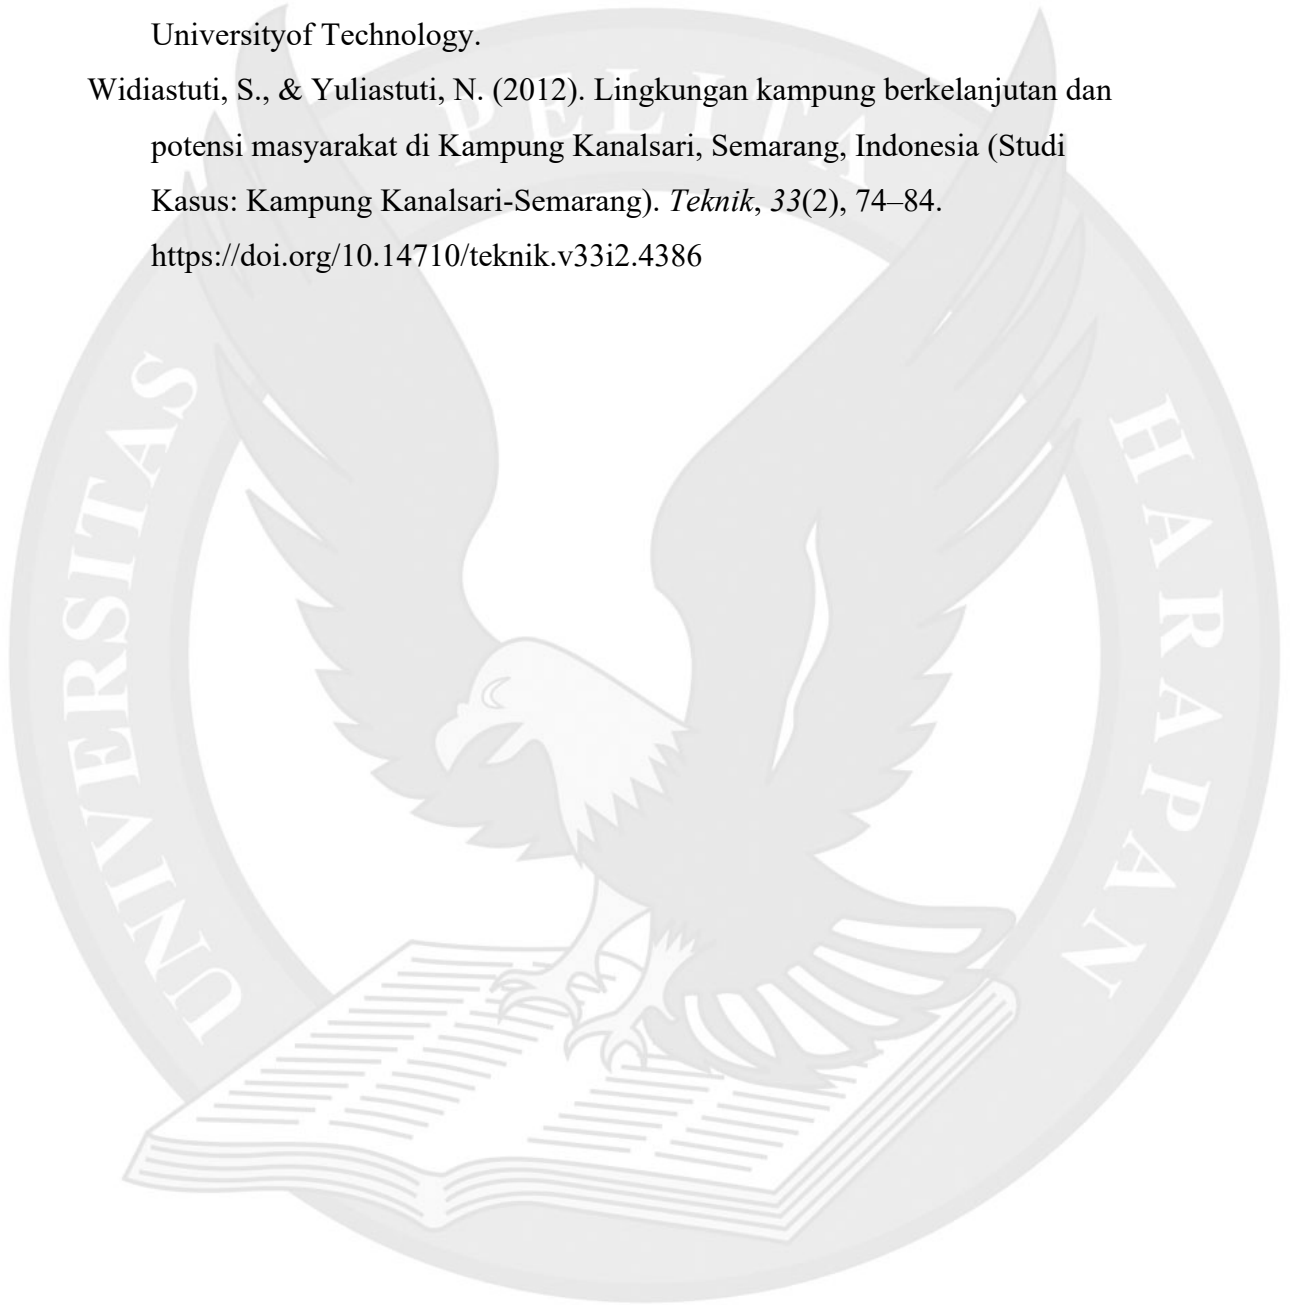 Universityof Technology.
Widiastuti, S., & Yuliastuti, N. (2012). Lingkungan kampung berkelanjutan dan
potensi masyarakat di Kampung Kanalsari, Semarang, Indonesia (Studi
Kasus: Kampung Kanalsari-Semarang). Teknik, 33(2), 74–84.
https://doi.org/10.14710/teknik.v33i2.4386
UNIVERSITAS
PELITA
HARAPAN